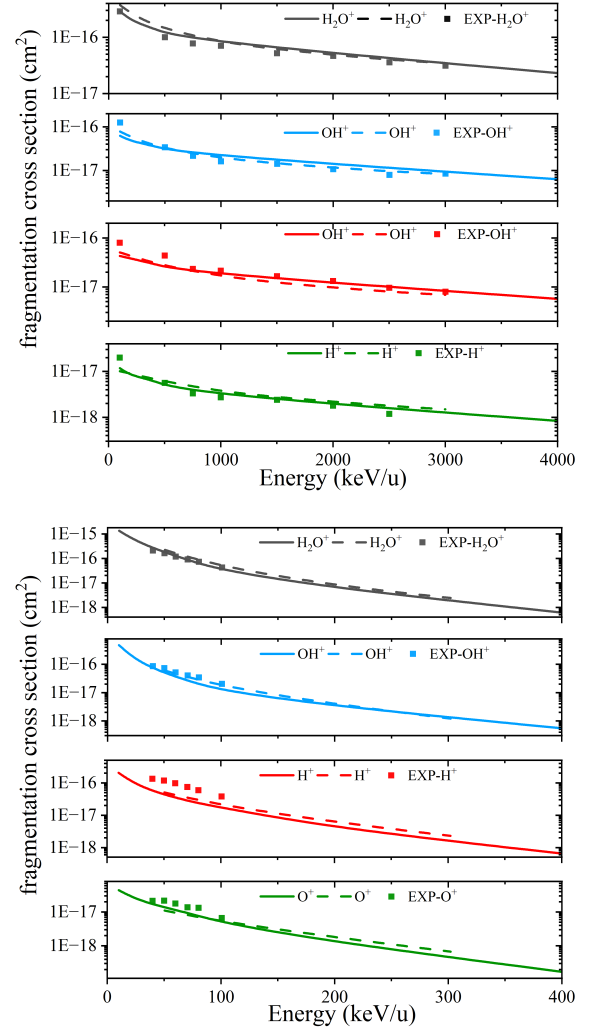 H₂O⁺ H₂O⁺ EXP-H₂O⁺
1E−16
1E−17
OH⁺ OH⁺ EXP-OH⁺
1E−16
1E−17
OH⁺ OH⁺ EXP-OH⁺
1E−16
1E−17
H⁺ H⁺ EXP-H⁺
1E−17
1E−18
0 1000 2000 3000 4000
Energy (keV/u)
fragmentation cross section (cm²)
1E−15
H₂O⁺ H₂O⁺ EXP-H₂O⁺
1E−16
1E−17
1E−18
OH⁺ OH⁺ EXP-OH⁺
1E−16
1E−17
1E−18
H⁺ H⁺ EXP-H⁺
1E−16
1E−17
1E−18
O⁺ O⁺ EXP-O⁺
1E−17
1E−18
0 100 200 300 400
Energy (keV/u)
fragmentation cross section (cm²)